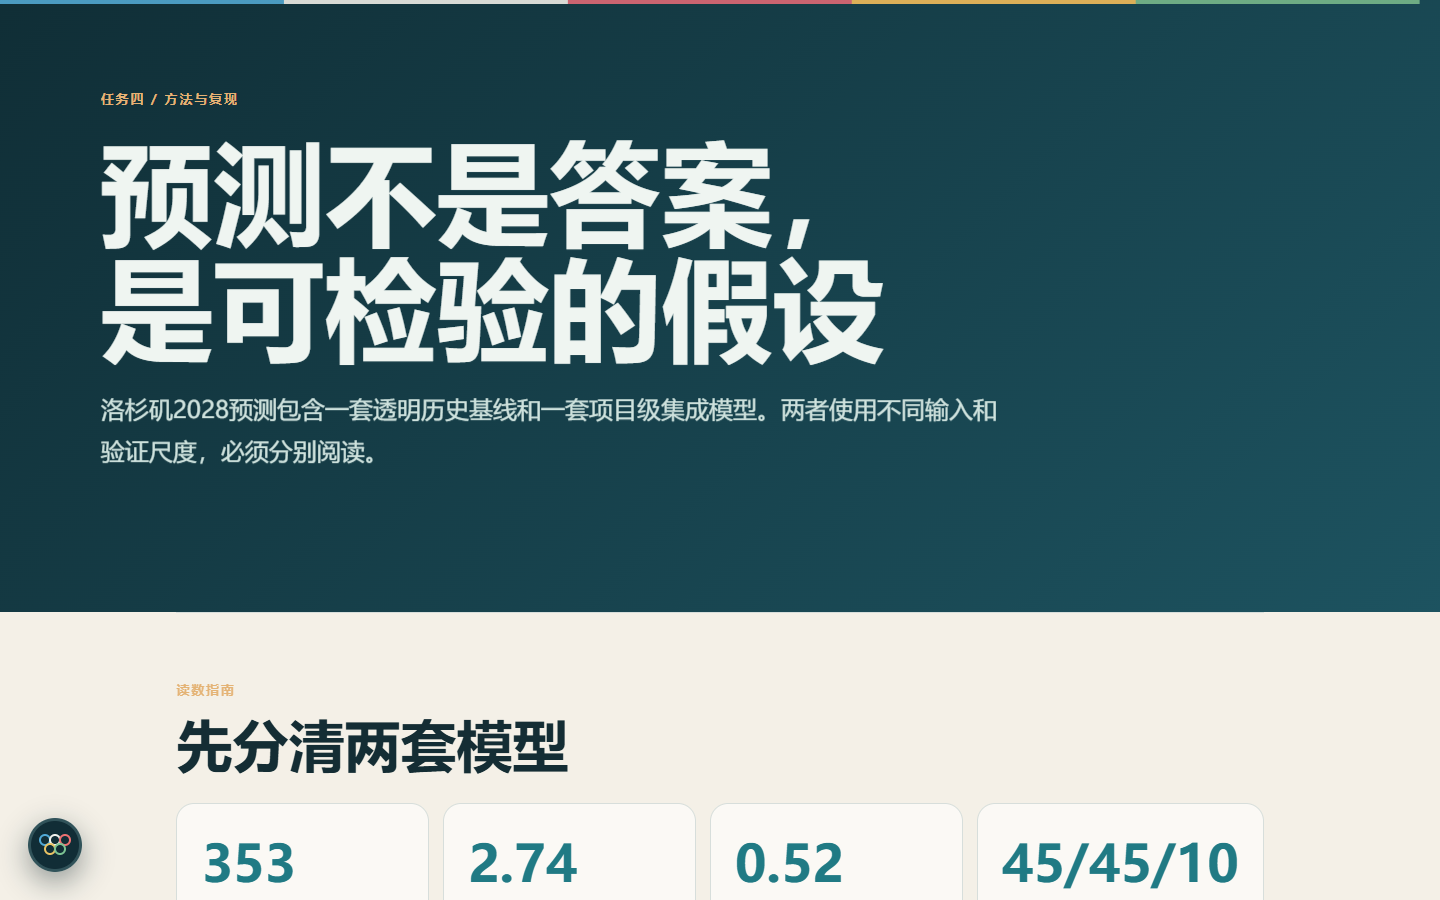 任务四 / 方法与复现
预测不是答案，
是可检验的假设
洛杉矶2028预测包含一套透明历史基线和一套项目级集成模型。两者使用不同输入和
验证尺度，必须分别阅读。
读数指南
先分清两套模型
353
2.74
0.52
45/45/10